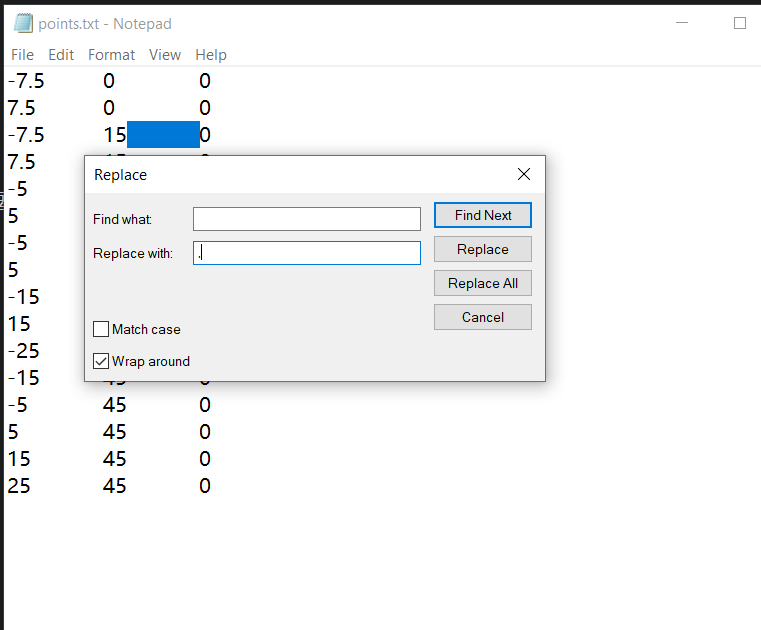 points.txt - Notepad
File Edit Format View Help
-7.5 0 0
7.5 0 0
-7.5 15 0
7.5
-5
5
-5
5
-15
15
-25
-15 45 0
-5 45 0
5 45 0
15 45 0
25 45 0
Replace
Find what:
Find Next
Replace with: .
Replace
Replace All
Cancel
Match case
Wrap around